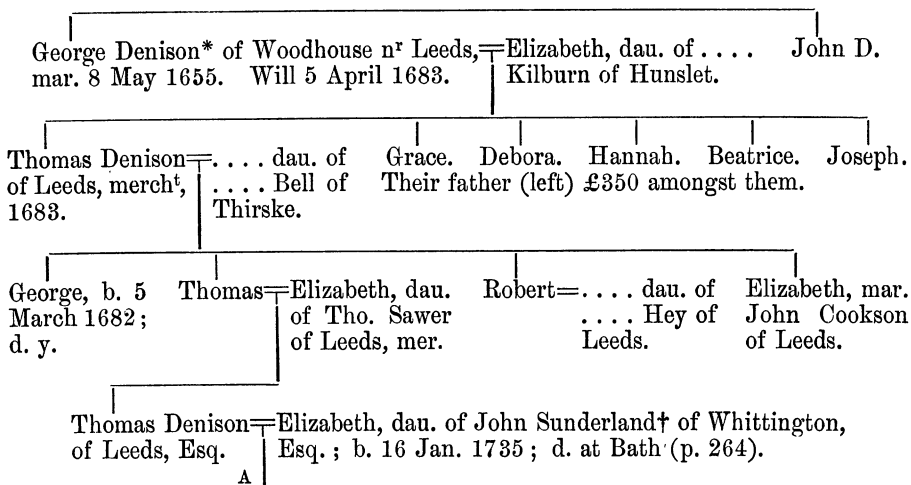 George Denison* of Woodhouse nʳ Leeds,=Elizabeth, dau. of . . . . John D.
mar. 8 May 1655. Will 5 April 1683. Kilburn of Hunslet.
Thomas Denison=. . . . dau. of Grace. Debora. Hannah. Beatrice. Joseph.
of Leeds, merchᵗ, . . . . Bell of Their father (left) £350 amongst them.
1683. Thirske.
George, b. 5 Thomas=Elizabeth, dau. Robert=. . . . dau. of Elizabeth, mar.
March 1682 ; of Tho. Sawer . . . . Hey of John Cookson
d. y. of Leeds, mer. Leeds. of Leeds.
Thomas Denison=Elizabeth, dau. of John Sunderland† of Whittington,
of Leeds, Esq. Esq. ; b. 16 Jan. 1735 ; d. at Bath (p. 264).
A